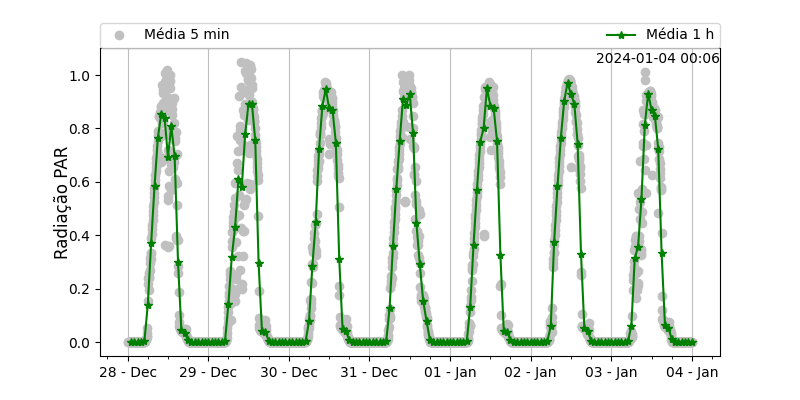 Média 5 min
Média 1 h
2024-01-04 00:06
Radiação PAR
1.0
0.8
0.6
0.4
0.2
0.0
28 - Dec
29 - Dec
30 - Dec
31 - Dec
01 - Jan
02 - Jan
03 - Jan
04 - Jan